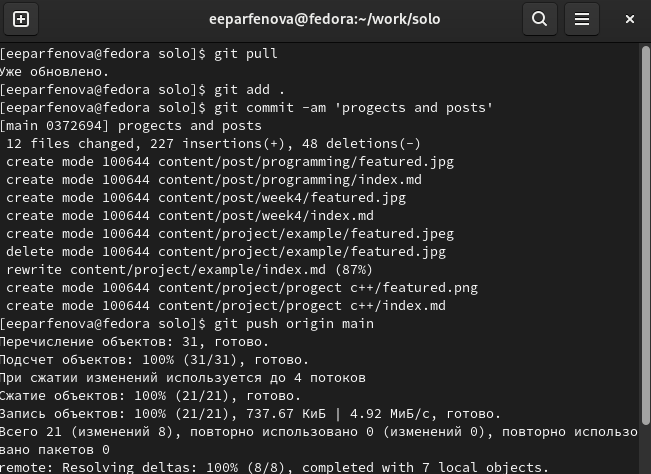 eeparfenova@fedora:~/work/solo
[eeparfenova@fedora solo]$ git pull
Уже обновлено.
[eeparfenova@fedora solo]$ git add .
[eeparfenova@fedora solo]$ git commit -am 'progects and posts'
[main 0372694] progects and posts
12 files changed, 227 insertions(+), 48 deletions(-)
create mode 100644 content/post/programming/featured.jpg
create mode 100644 content/post/programming/index.md
create mode 100644 content/post/week4/featured.jpg
create mode 100644 content/post/week4/index.md
create mode 100644 content/project/example/featured.jpeg
delete mode 100644 content/project/example/featured.jpg
rewrite content/project/example/index.md (87%)
create mode 100644 content/project/progect c++/featured.png
create mode 100644 content/project/progect c++/index.md
[eeparfenova@fedora solo]$ git push origin main
Перечисление объектов: 31, готово.
Подсчет объектов: 100% (31/31), готово.
При сжатии изменений используется до 4 потоков
Сжатие объектов: 100% (21/21), готово.
Запись объектов: 100% (21/21), 737.67 КиБ | 4.92 МиБ/с, готово.
Всего 21 (изменений 8), повторно использовано 0 (изменений 0), повторно использо
вано пакетов 0
remote: Resolving deltas: 100% (8/8), completed with 7 local objects.